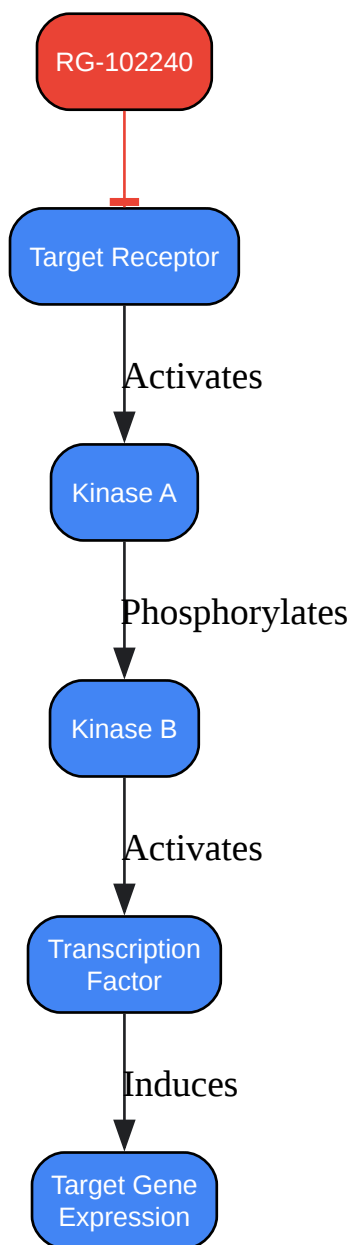 RG-102240
Target Receptor
Activates
Kinase A
Phosphorylates
Kinase B
Activates
Transcription
Factor
Induces
Target Gene
Expression